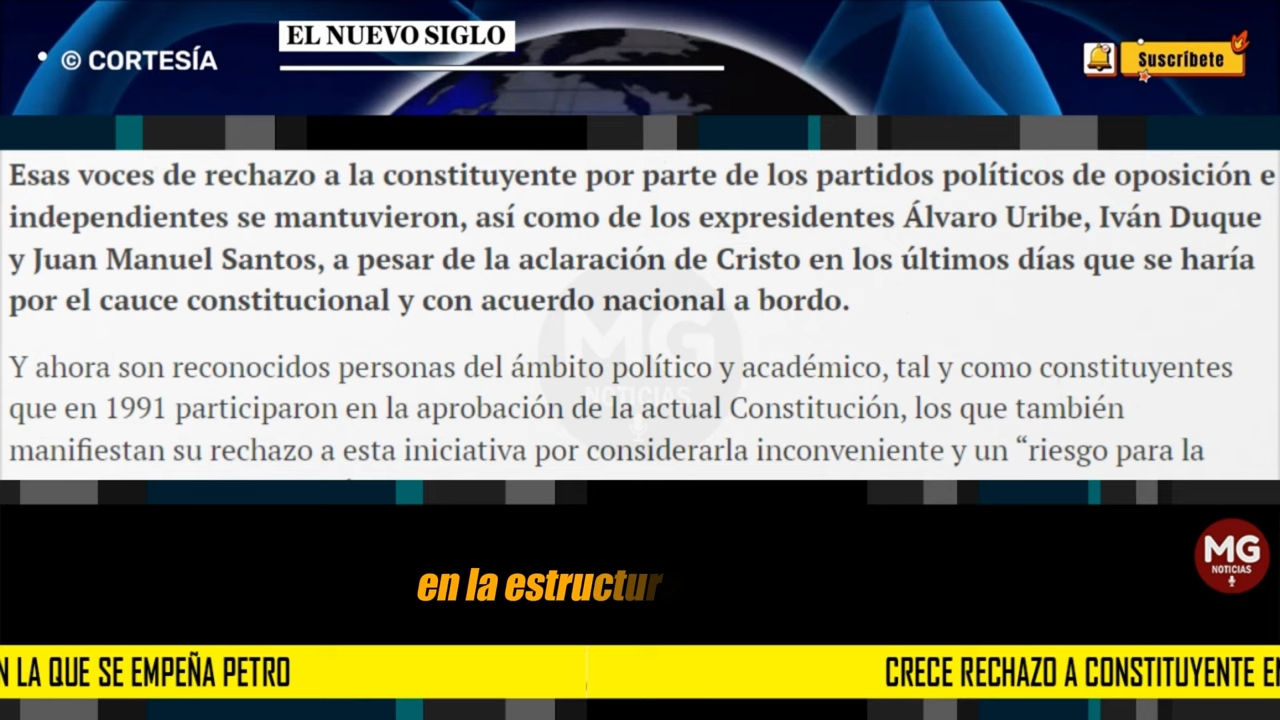 © CORTESÍA
EL NUEVO SIGLO
Suscríbete
Esas voces de rechazo a la constituyente por parte de los partidos políticos de oposición e
independientes se mantuvieron, así como de los expresidentes Álvaro Uribe, Iván Duque
y Juan Manuel Santos, a pesar de la aclaración de Cristo en los últimos días que se haría
por el cauce constitucional y con acuerdo nacional a bordo.
Y ahora son reconocidos personas del ámbito político y académico, tal y como constituyentes
que en 1991 participaron en la aprobación de la actual Constitución, los que también
manifiestan su rechazo a esta iniciativa por considerarla inconveniente y un “riesgo para la
MG
NOTICIAS
MG
NOTICIAS
en la estructur
N LA QUE SE EMPEÑA PETRO
CRECE RECHAZO A CONSTITUYENTE E